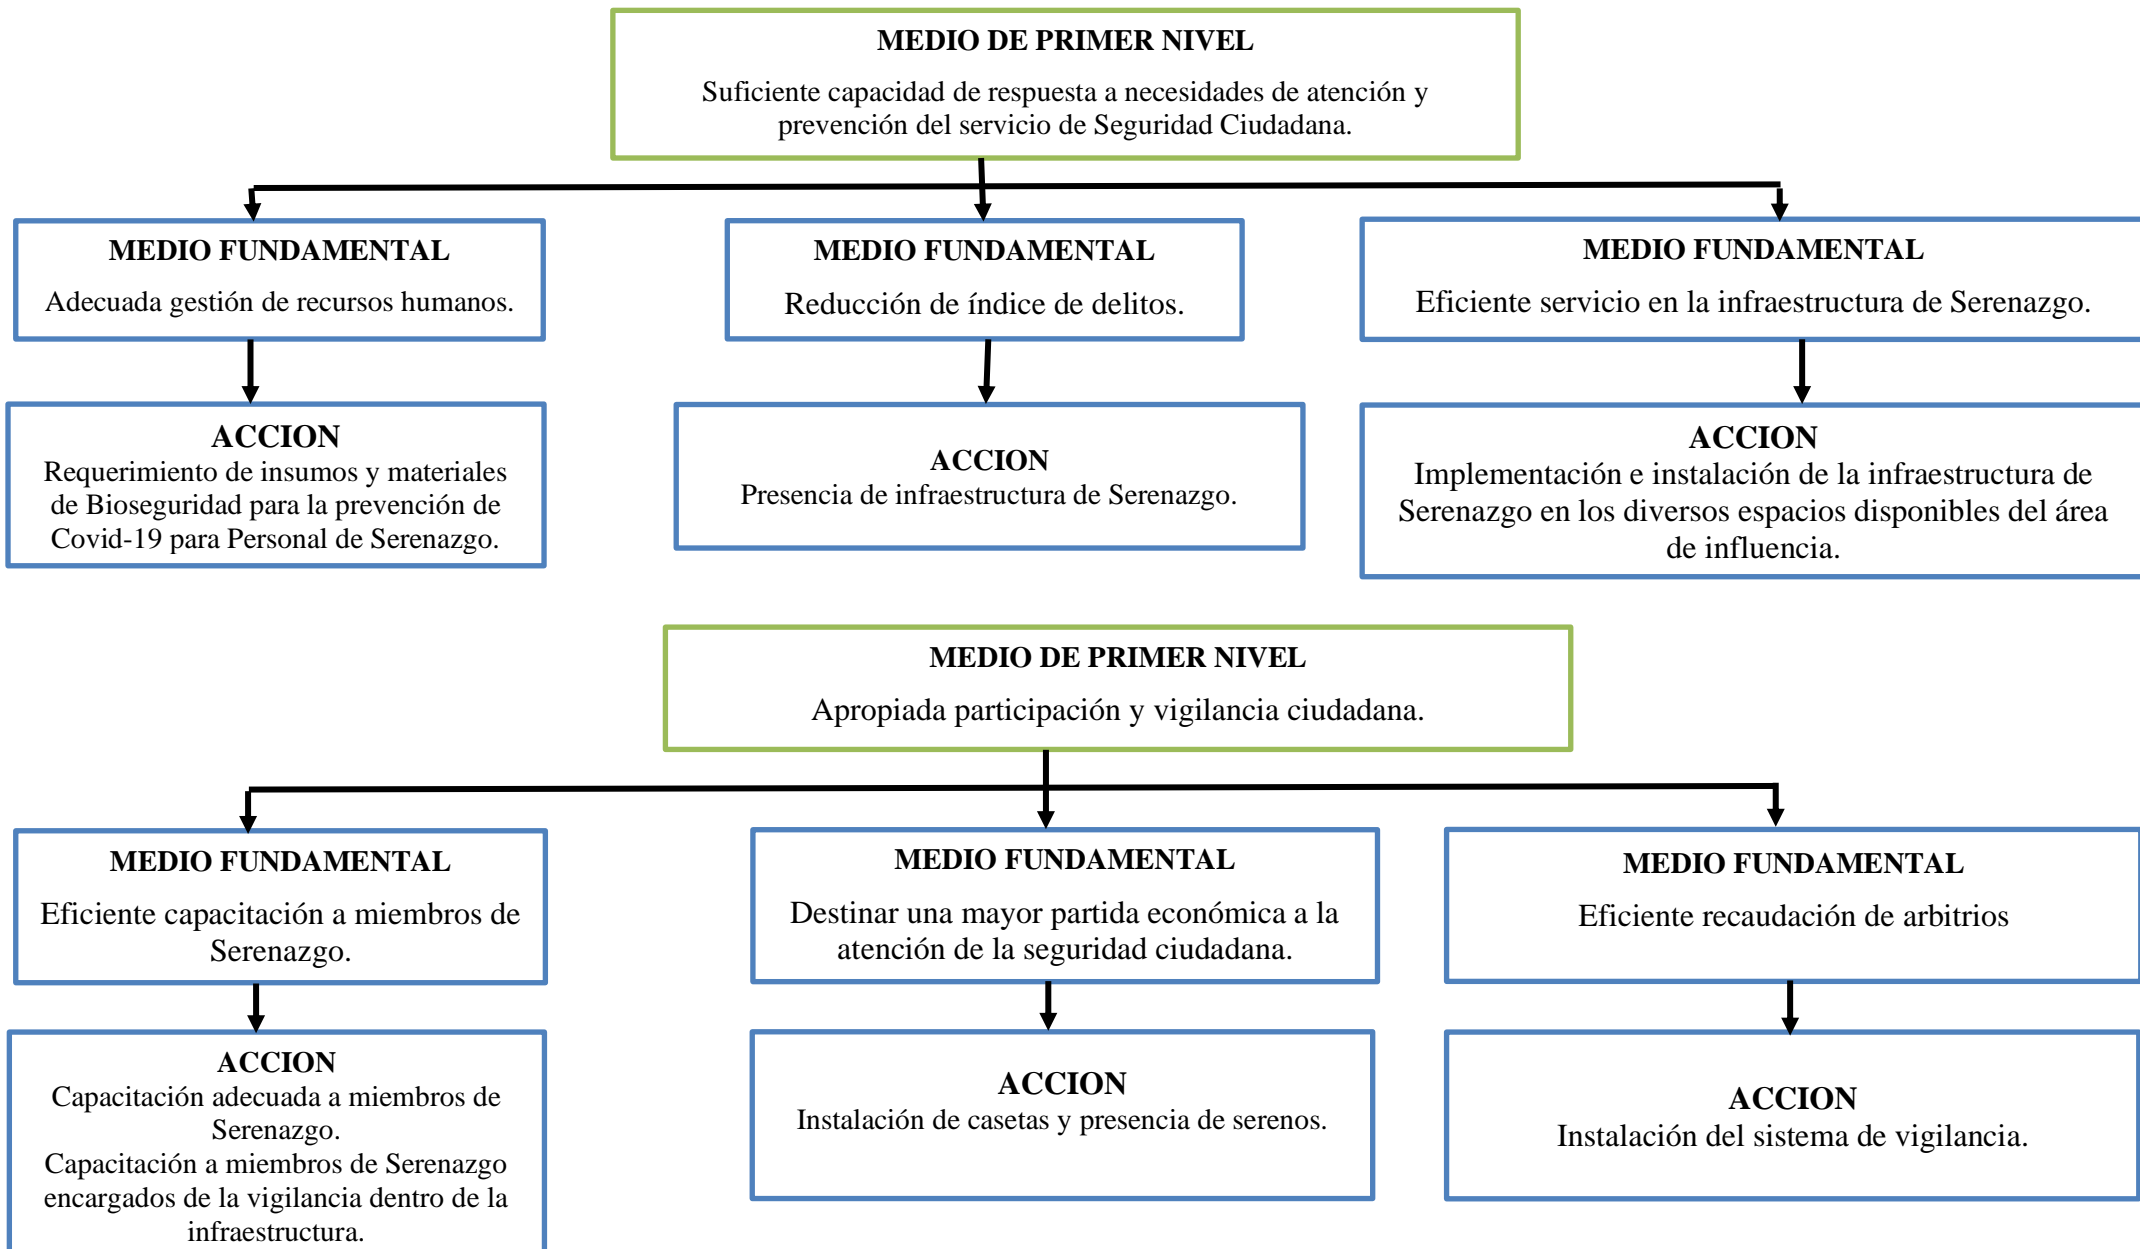 MEDIO DE PRIMER NIVEL
Suficiente capacidad de respuesta a necesidades de atención y
prevención del servicio de Seguridad Ciudadana.
MEDIO FUNDAMENTAL
Adecuada gestión de recursos humanos.
MEDIO FUNDAMENTAL
Reducción de índice de delitos.
MEDIO FUNDAMENTAL
Eficiente servicio en la infraestructura de Serenazgo.
ACCION
Requerimiento de insumos y materiales
de Bioseguridad para la prevención de
Covid-19 para Personal de Serenazgo.
ACCION
Presencia de infraestructura de Serenazgo.
ACCION
Implementación e instalación de la infraestructura de
Serenazgo en los diversos espacios disponibles del área
de influencia.
MEDIO DE PRIMER NIVEL
Apropiada participación y vigilancia ciudadana.
MEDIO FUNDAMENTAL
Eficiente capacitación a miembros de
Serenazgo.
MEDIO FUNDAMENTAL
Destinar una mayor partida económica a la
atención de la seguridad ciudadana.
MEDIO FUNDAMENTAL
Eficiente recaudación de arbitrios
ACCION
Capacitación adecuada a miembros de
Serenazgo.
Capacitación a miembros de Serenazgo
encargados de la vigilancia dentro de la
infraestructura.
ACCION
Instalación de casetas y presencia de serenos.
ACCION
Instalación del sistema de vigilancia.